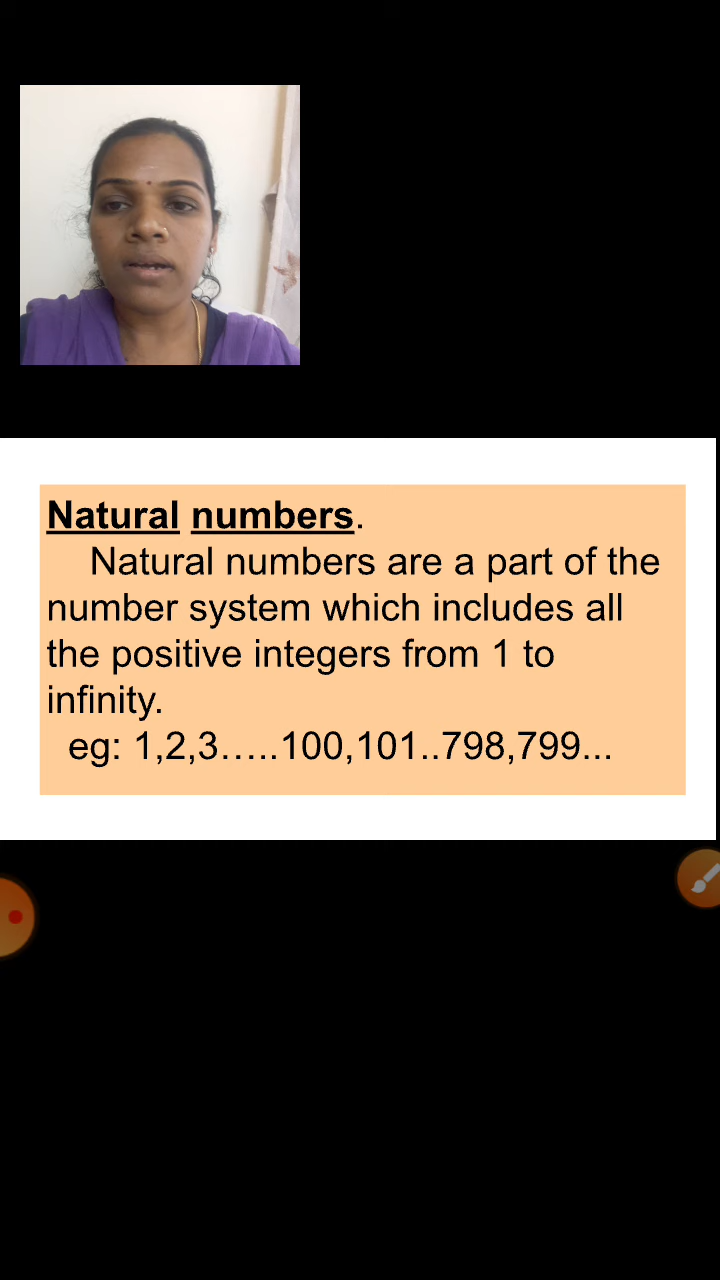 Natural numbers.
Natural numbers are a part of the
number system which includes all
the positive integers from 1 to
infinity.
eg: 1,2,3.....100,101..798,799...